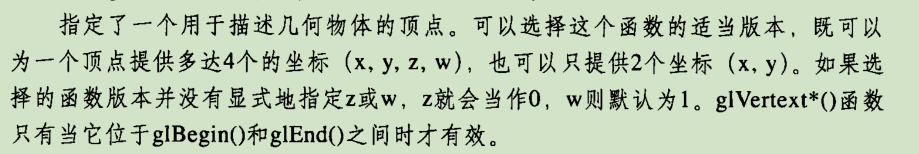 指定了一个用于描述几何物体的顶点。可以选择这个函数的适当版本，既可以
为一个顶点提供多达4个的坐标（x, y, z, w），也可以只提供2个坐标（x, y）。如果选
择的函数版本并没有显式地指定z或w，z就会当作0，w则默认为1。glVertext*()函数
只有当它位于glBegin()和glEnd()之间时才有效。